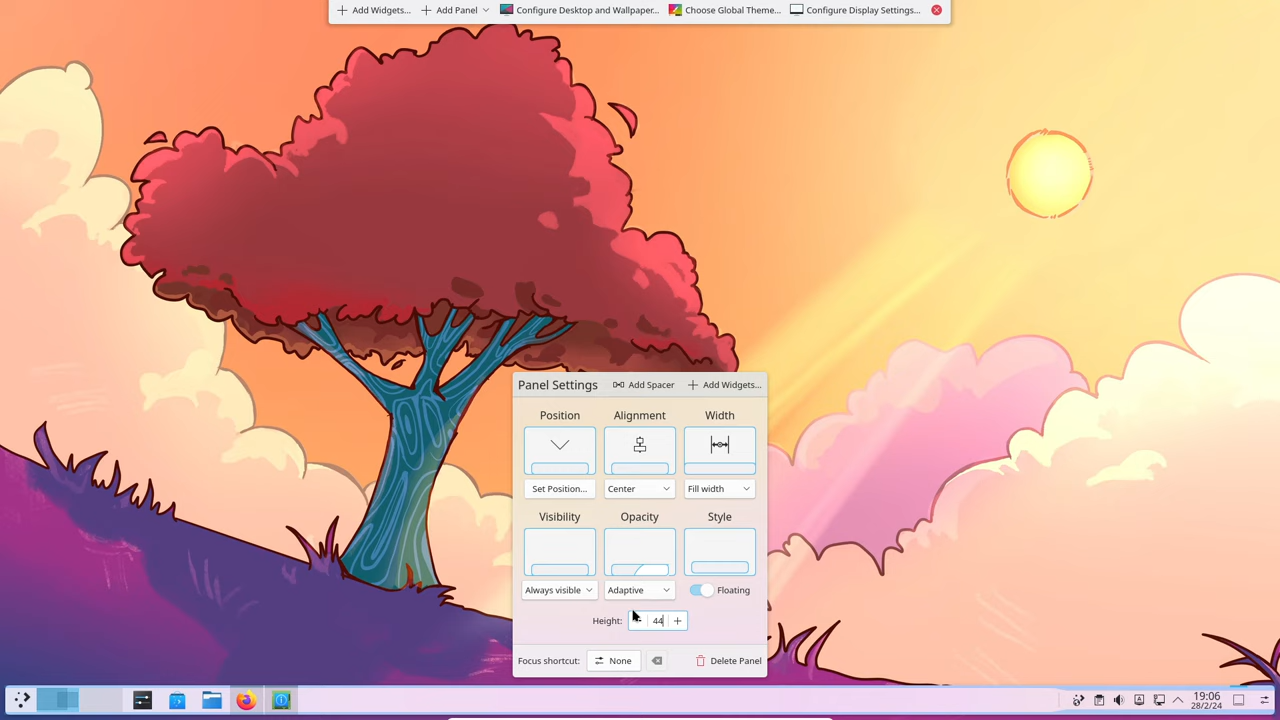 Add Widgets... Add Panel Configure Desktop and Wallpaper... Choose Global Theme... Configure Display Settings...
Panel Settings Add Spacer Add Widgets...
Position Alignment Width
Set Position... Center Fill width
Visibility Opacity Style
Always visible Adaptive Floating
Height: 44
Focus shortcut: None Delete Panel
19:06
28/2/24